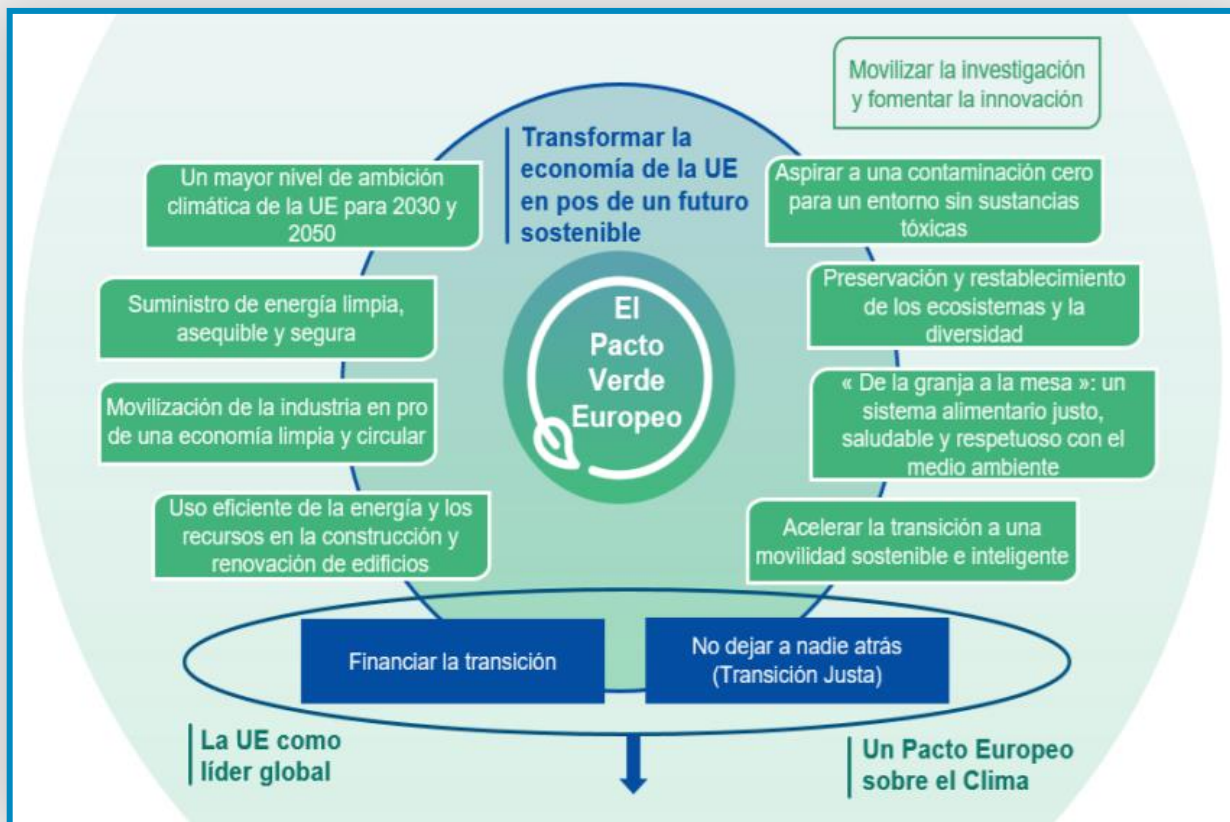 Movilizar la investigación
y fomentar la innovación
Transformar la
economía de la UE
en pos de un futuro
sostenible
Un mayor nivel de ambición
climática de la UE para 2030 y
2050
Aspirar a una contaminación cero
para un entorno sin sustancias
tóxicas
Suministro de energía limpia,
asequible y segura
Preservación y restablecimiento
de los ecosistemas y la
diversidad
El
Pacto
Verde
Europeo
Movilización de la industria en pro
de una economía limpia y circular
« De la granja a la mesa »: un
sistema alimentario justo,
saludable y respetuoso con el
medio ambiente
Uso eficiente de la energía y los
recursos en la construcción y
renovación de edificios
Acelerar la transición a una
movilidad sostenible e inteligente
Financiar la transición
No dejar a nadie atrás
(Transición Justa)
La UE como
líder global
Un Pacto Europeo
sobre el Clima